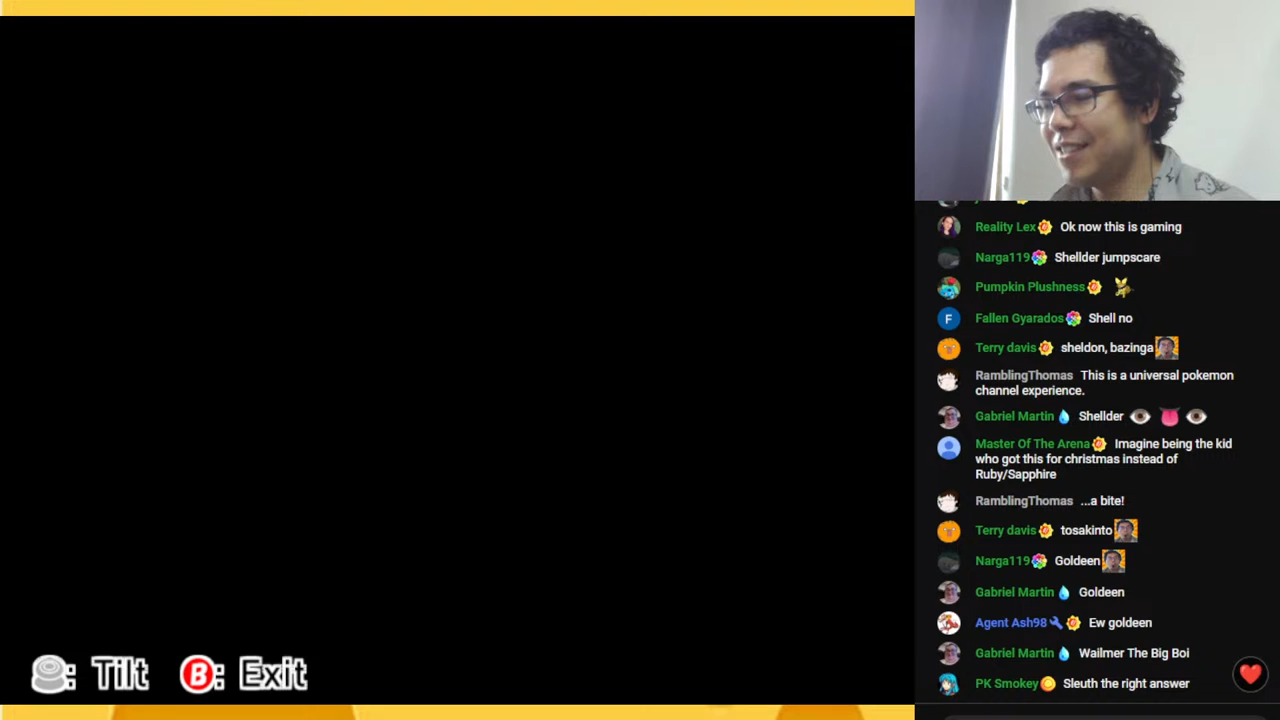 Reality Lex Ok now this is gaming
Narga119 Shellder jumpscare
Pumpkin Plushness
F Fallen Gyarados Shell no
Terry davis sheldon, bazinga
RamblingThomas This is a universal pokemon
channel experience.
Gabriel Martin Shellder
Master Of The Arena Imagine being the kid
who got this for christmas instead of
Ruby/Sapphire
RamblingThomas ...a bite!
Terry davis tosakinto
Narga119 Goldeen
Gabriel Martin Goldeen
Agent Ash98 Ew goldeen
Gabriel Martin Wailmer The Big Boi
PK Smokey Sleuth the right answer
: Tilt B: Exit